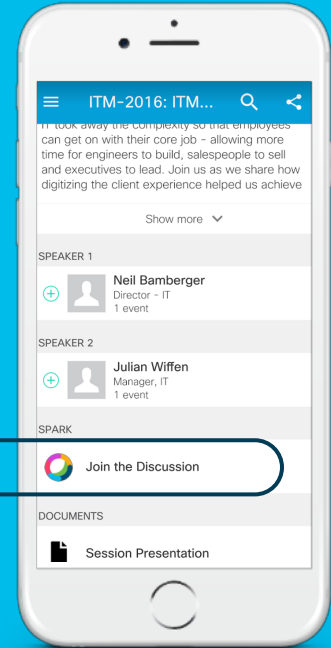 ITM-2016: ITM...
IT took away the complexity so that employees
can get on with their core job - allowing more
time for engineers to build, salespeople to sell
and executives to lead. Join us as we share how
digitizing the client experience helped us achieve
Show more
SPEAKER 1
Neil Bamberger
Director - IT
1 event
SPEAKER 2
Julian Wiffen
Manager, IT
1 event
SPARK
Join the Discussion
DOCUMENTS
Session Presentation